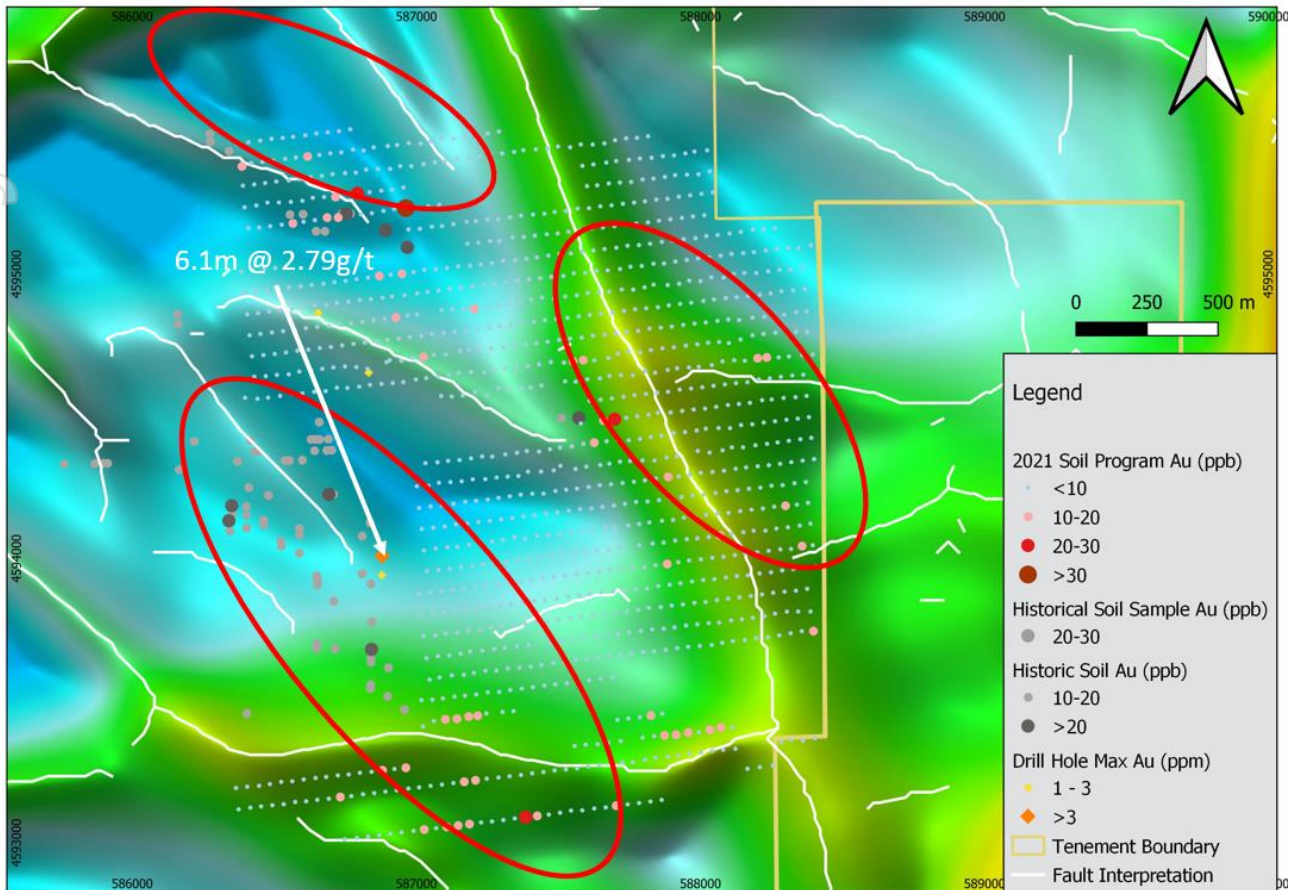 586000 587000 588000 589000 590000
4595000
4595000
6.1m @ 2.79g/t
0 250 500 m
Legend
2021 Soil Program Au (ppb)
<10
10-20
20-30
>30
Historical Soil Sample Au (ppb)
20-30
Historic Soil Au (ppb)
10-20
>20
Drill Hole Max Au (ppm)
1 - 3
>3
Tenement Boundary
Fault Interpretation
4594000
4593000
586000 587000 588000 589000